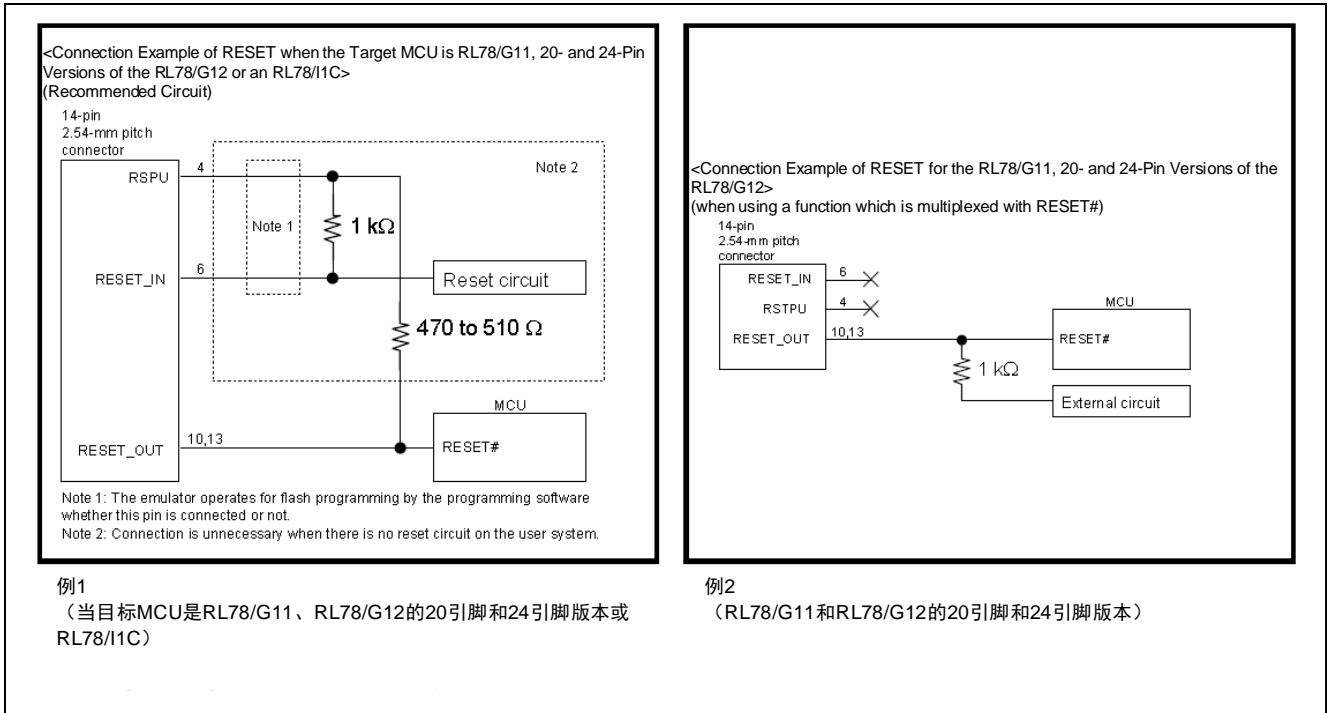 <Connection Example of RESET when the Target MCU is RL78/G11, 20- and 24-Pin
Versions of the RL78/G12 or an RL78/I1C>
(Recommended Circuit)
14-pin
2.54-mm pitch
connector
RSPU
4
Note 1
1 kΩ
Note 2
RESET_IN
6
Reset circuit
470 to 510 Ω
MCU
RESET_OUT
10,13
RESET#
Note 1: The emulator operates for flash programming by the programming software
whether this pin is connected or not.
Note 2: Connection is unnecessary when there is no reset circuit on the user system.
例1
（当目标MCU是RL78/G11、RL78/G12的20引脚和24引脚版本或
RL78/I1C）
<Connection Example of RESET for the RL78/G11, 20- and 24-Pin Versions of the
RL78/G12>
(when using a function which is multiplexed with RESET#)
14-pin
2.54-mm pitch
connector
RESET_IN
6
RSTPU
4
MCU
RESET_OUT
10,13
RESET#
1 kΩ
External circuit
例2
（RL78/G11和RL78/G12的20引脚和24引脚版本）